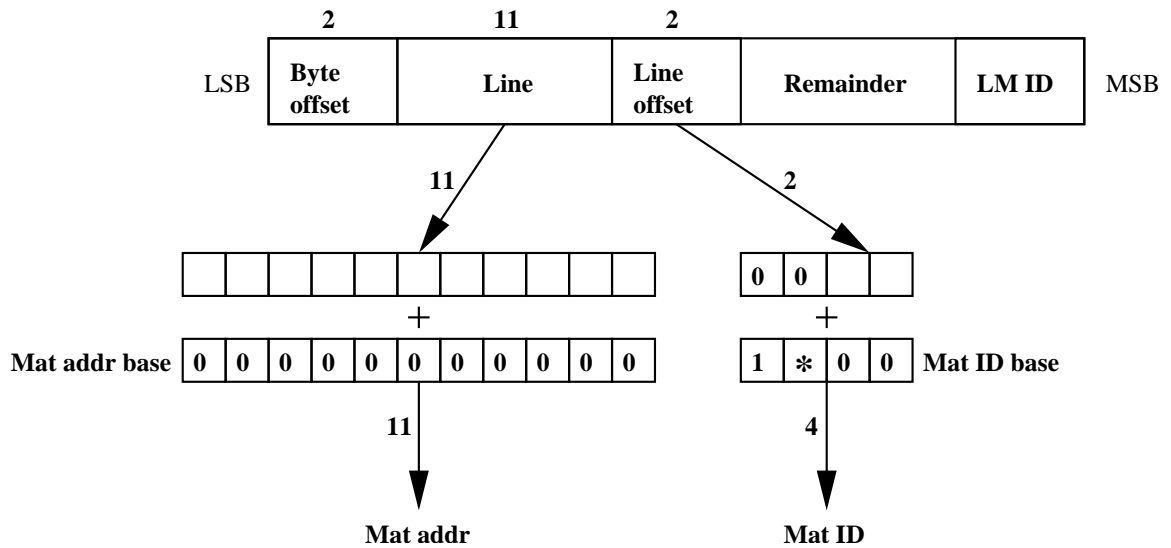 2 11 2
LSB Byte offset Line Line offset Remainder LM ID MSB
11 2
0 0
+ +
Mat addr base 0 0 0 0 0 0 0 0 0 0 0 1 * 0 0 Mat ID base
11 4
Mat addr Mat ID